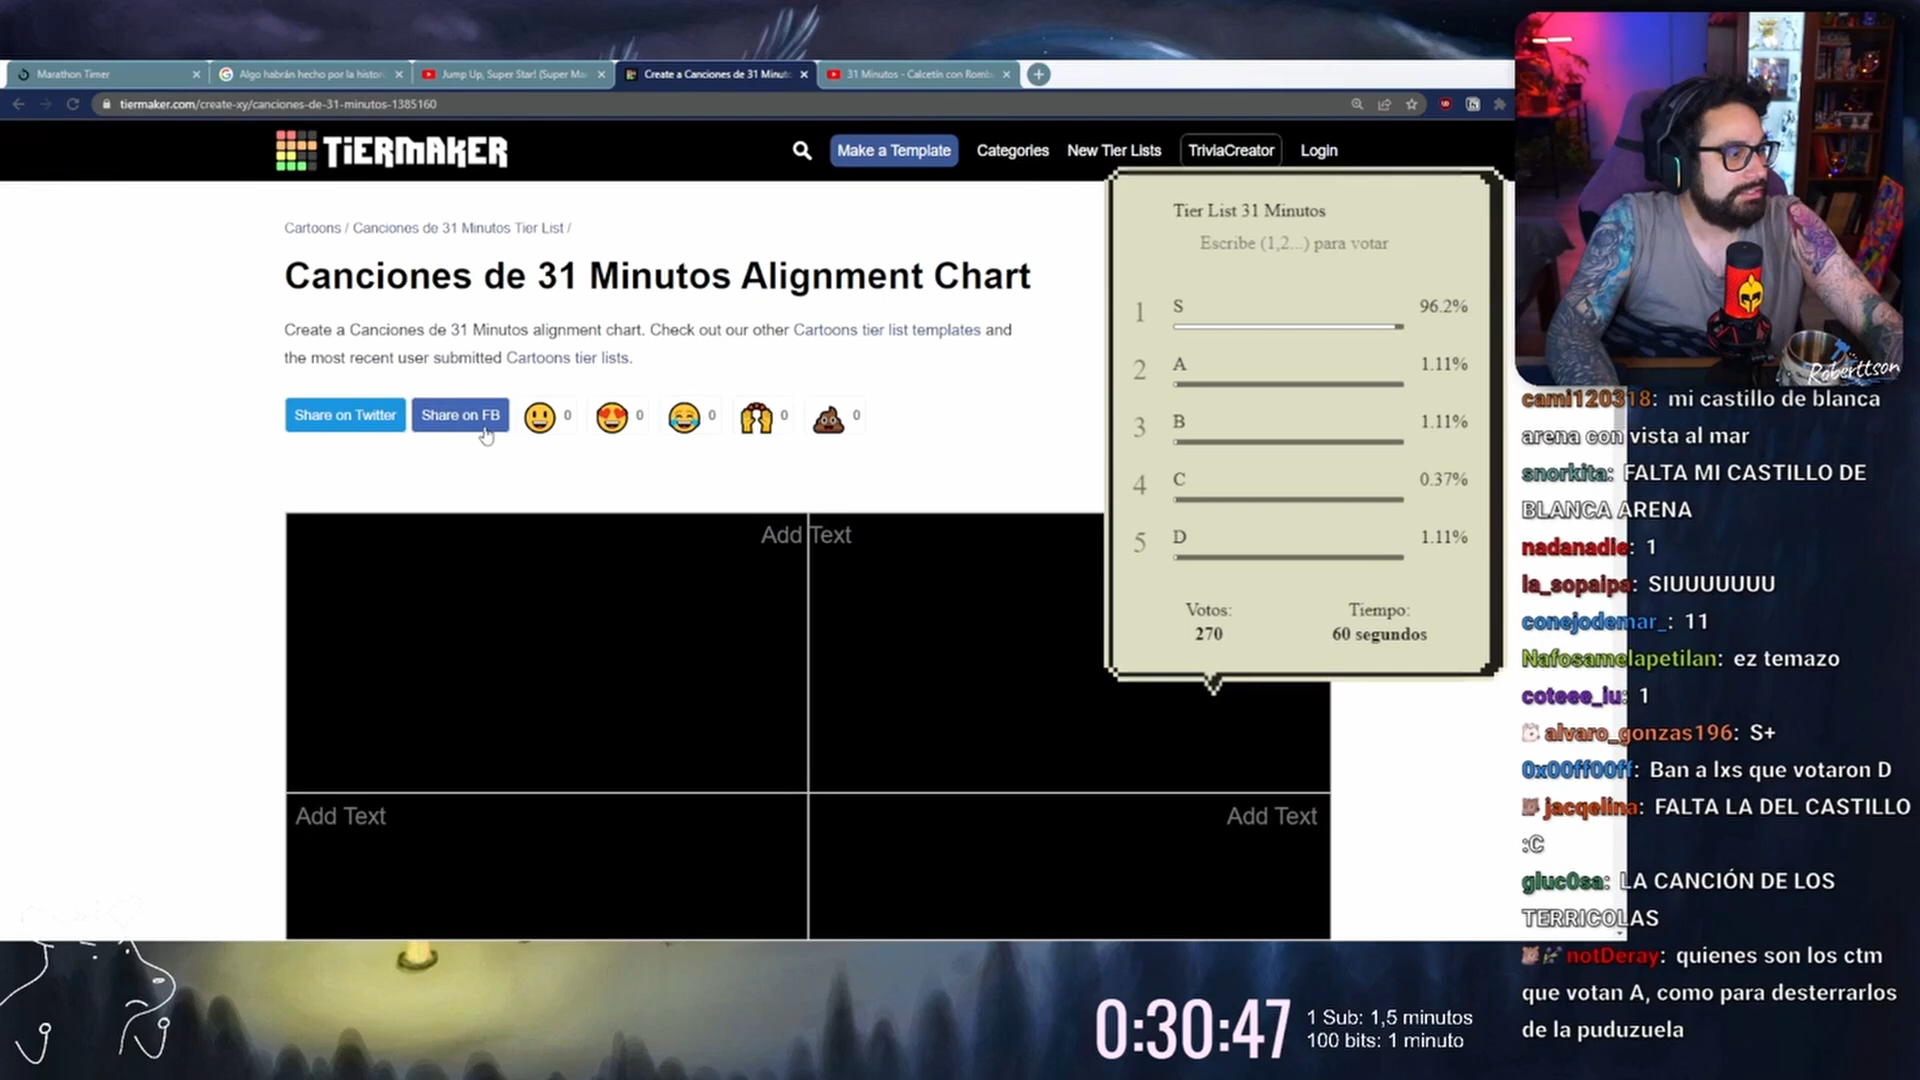 Marathon Timer
Algo habrán hecho por la histori
Jump Up, Super Star! (Super Ma
Create a Canciones de 31 Minuto
31 Minutos - Calcetín con Romb
tiermaker.com/create-xy/canciones-de-31-minutos-1385160
TiERMAKER
Make a Template
Categories
New Tier Lists
TriviaCreator
Login
Cartoons / Canciones de 31 Minutos Tier List /
Canciones de 31 Minutos Alignment Chart
Create a Canciones de 31 Minutos alignment chart. Check out our other Cartoons tier list templates and
the most recent user submitted Cartoons tier lists.
Share on Twitter
Share on FB
0
0
0
0
0
Add Text
Add Text
Add Text
Tier List 31 Minutos
Escribe (1,2...) para votar
1 S 96.2%
2 A 1.11%
3 B 1.11%
4 C 0.37%
5 D 1.11%
Votos:
270
Tiempo:
60 segundos
Roberttson
cami120318: mi castillo de blanca
arena con vista al mar
snorkita: FALTA MI CASTILLO DE
BLANCA ARENA
nadanadie: 1
la_sopaipa: SIUUUUUUU
conejodemar_: 11
Nafosamelapetilan: ez temazo
coteee_iu: 1
alvaro_gonzas196: S+
0x00ff00ff: Ban a lxs que votaron D
jacqelina: FALTA LA DEL CASTILLO
:C
gluc0sa: LA CANCIÓN DE LOS
TERRICOLAS
notDeray: quienes son los ctm
que votan A, como para desterrarlos
de la puduzuela
0:30:47
1 Sub: 1,5 minutos
100 bits: 1 minuto